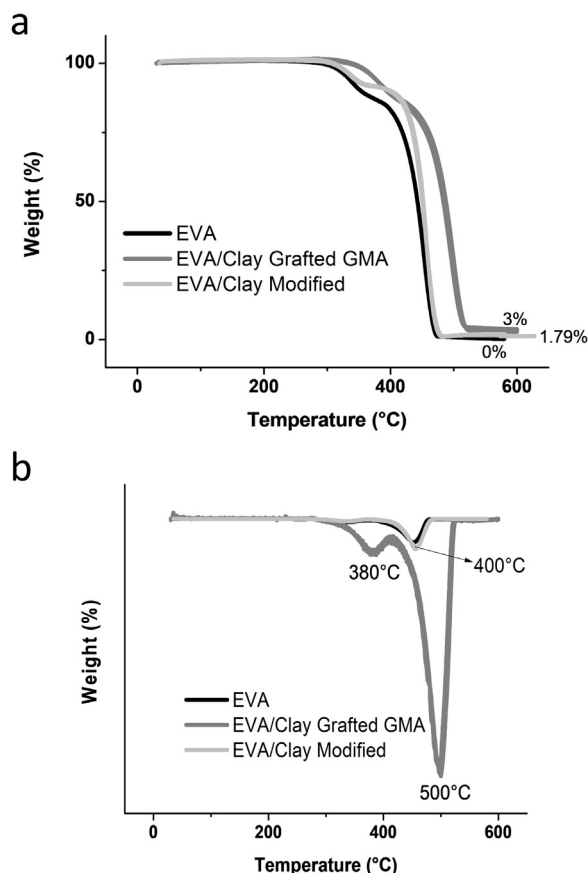 a
100
50
0
Weight (%)
EVA
EVA/Clay Grafted GMA
EVA/Clay Modified
3%
1.79%
0%
0 200 400 600
Temperature (°C)
b
Weight (%)
380°C
400°C
EVA
EVA/Clay Grafted GMA
EVA/Clay Modified
500°C
0 200 400 600
Temperature (°C)